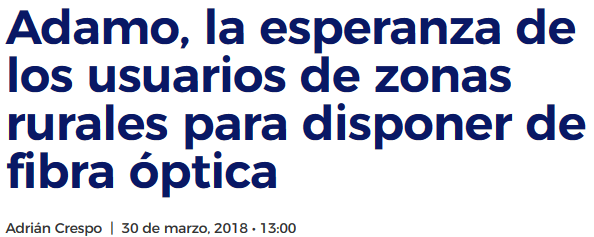 Adamo, la esperanza de
los usuarios de zonas
rurales para disponer de
fibra óptica
Adrián Crespo | 30 de marzo, 2018 • 13:00